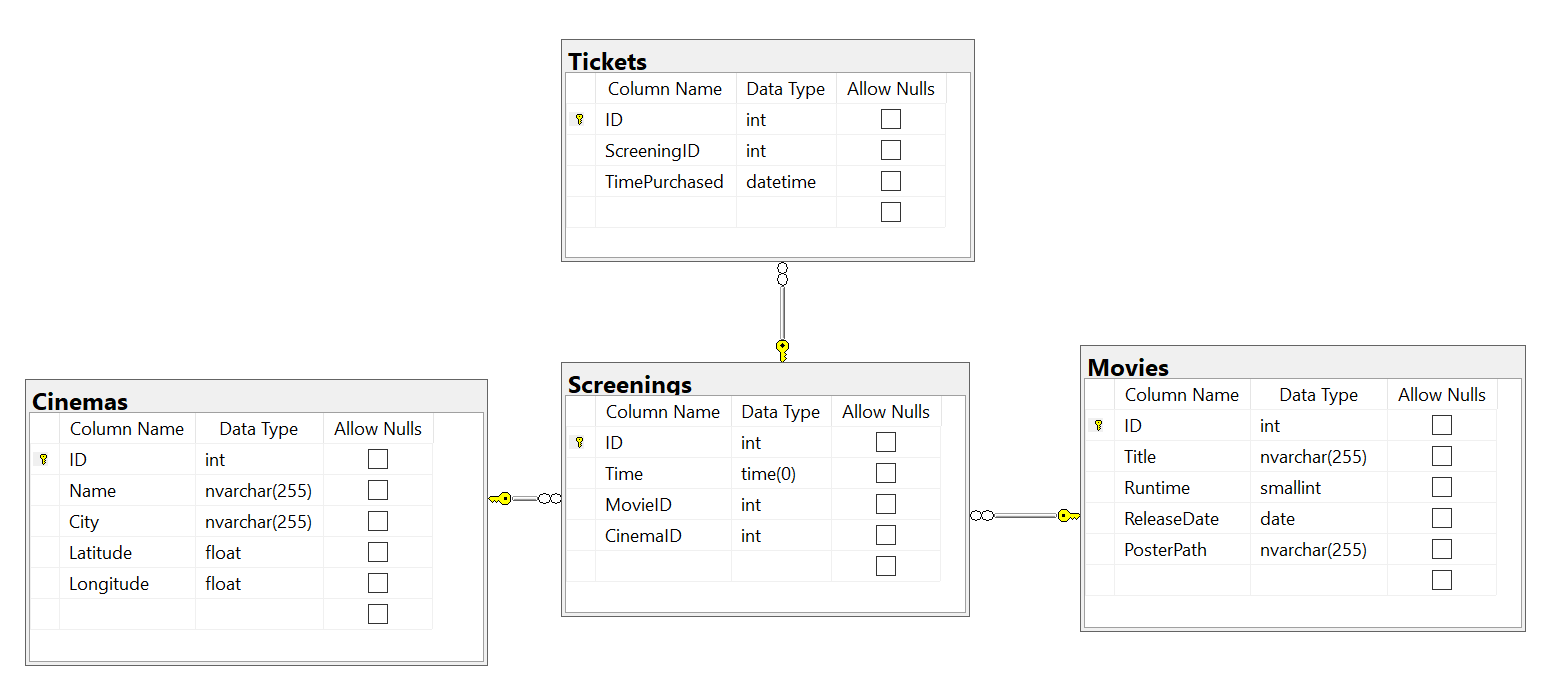 Tickets
Column Name Data Type Allow Nulls
ID int
ScreeningID int
TimePurchased datetime
Cinemas
Column Name Data Type Allow Nulls
ID int
Name nvarchar(255)
City nvarchar(255)
Latitude float
Longitude float
Screenings
Column Name Data Type Allow Nulls
ID int
Time time(0)
MovieID int
CinemaID int
Movies
Column Name Data Type Allow Nulls
ID int
Title nvarchar(255)
Runtime smallint
ReleaseDate date
PosterPath nvarchar(255)